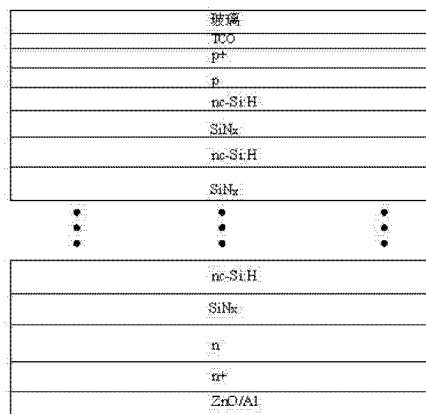 玻璃
TCO
p+
p
nc-Si:H
SiNx
nc-Si:H
SiNx
nc-Si:H
SiNx
n
n+
ZnO/Al